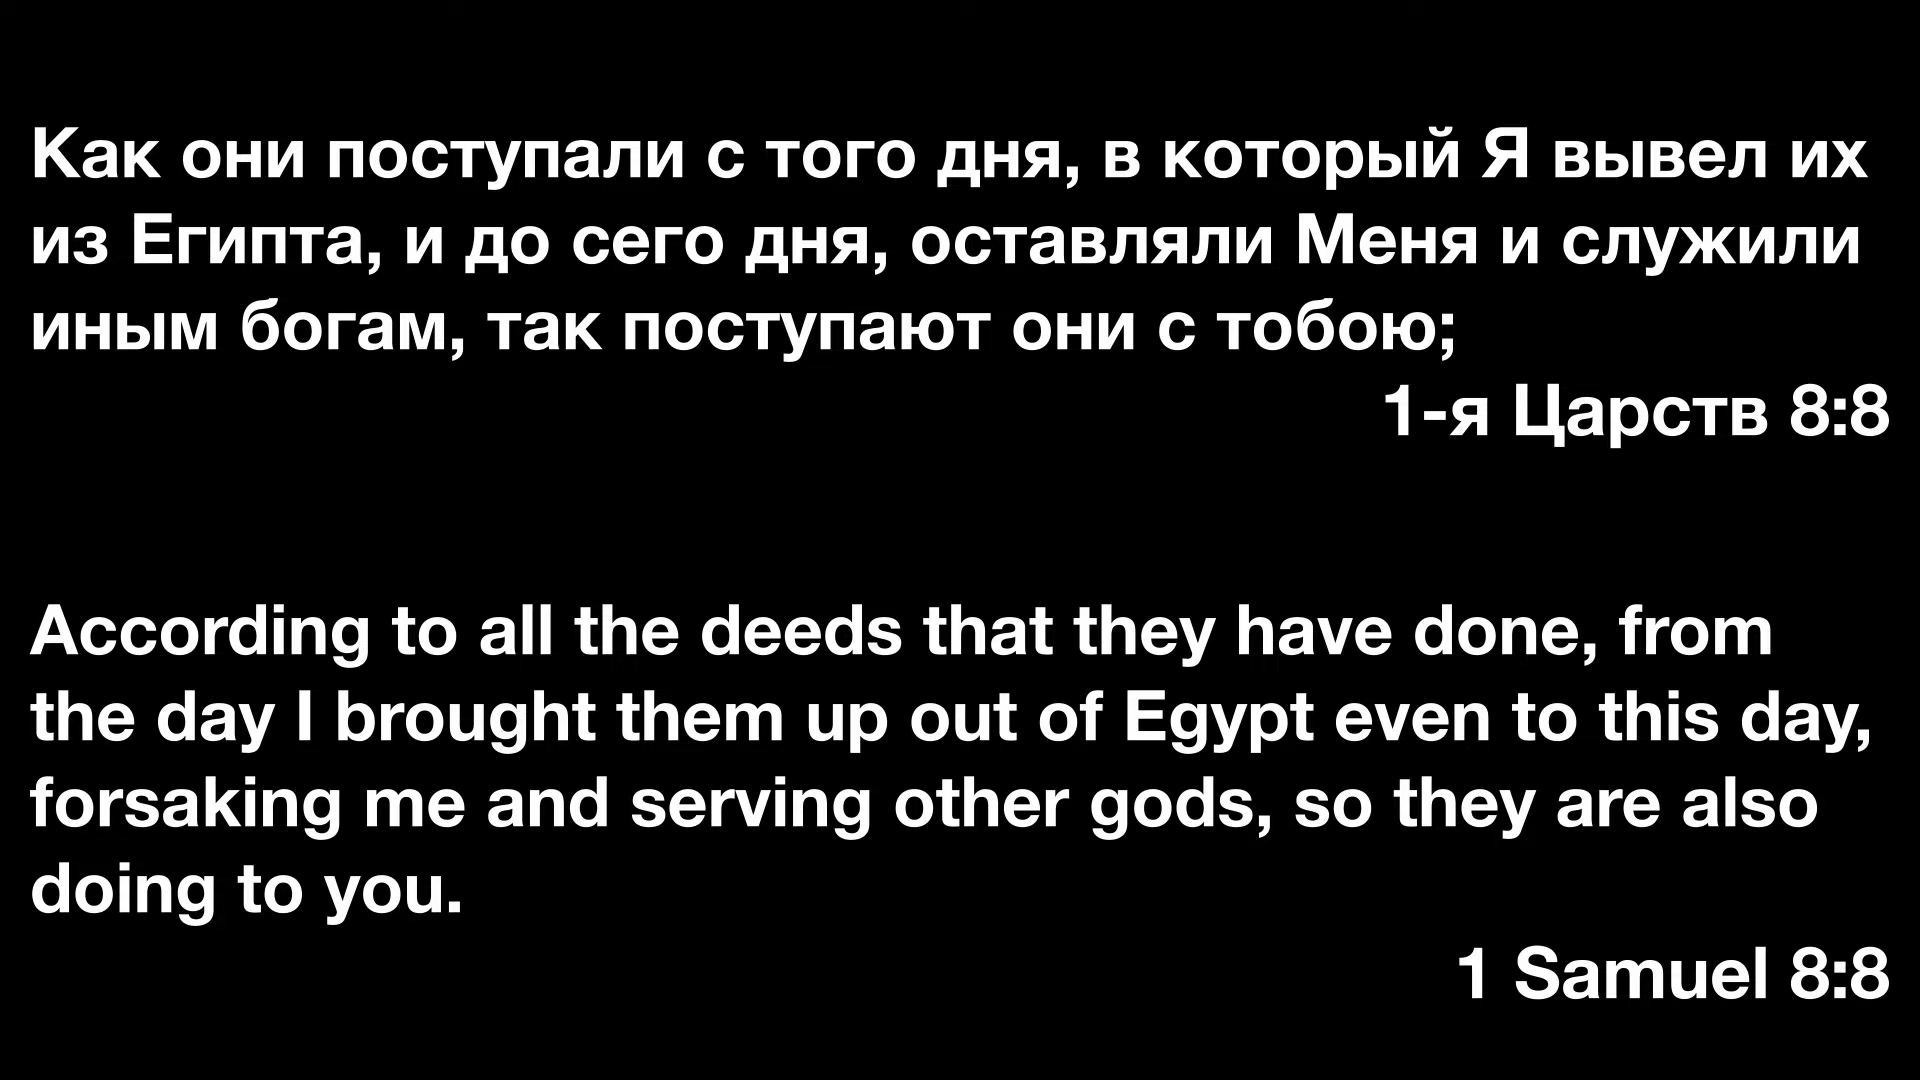 Как они поступали с того дня, в который Я вывел их
из Египта, и до сего дня, оставляли Меня и служили
иным богам, так поступают они с тобою;
1-я Царств 8:8
According to all the deeds that they have done, from
the day I brought them up out of Egypt even to this day,
forsaking me and serving other gods, so they are also
doing to you.
1 Samuel 8:8